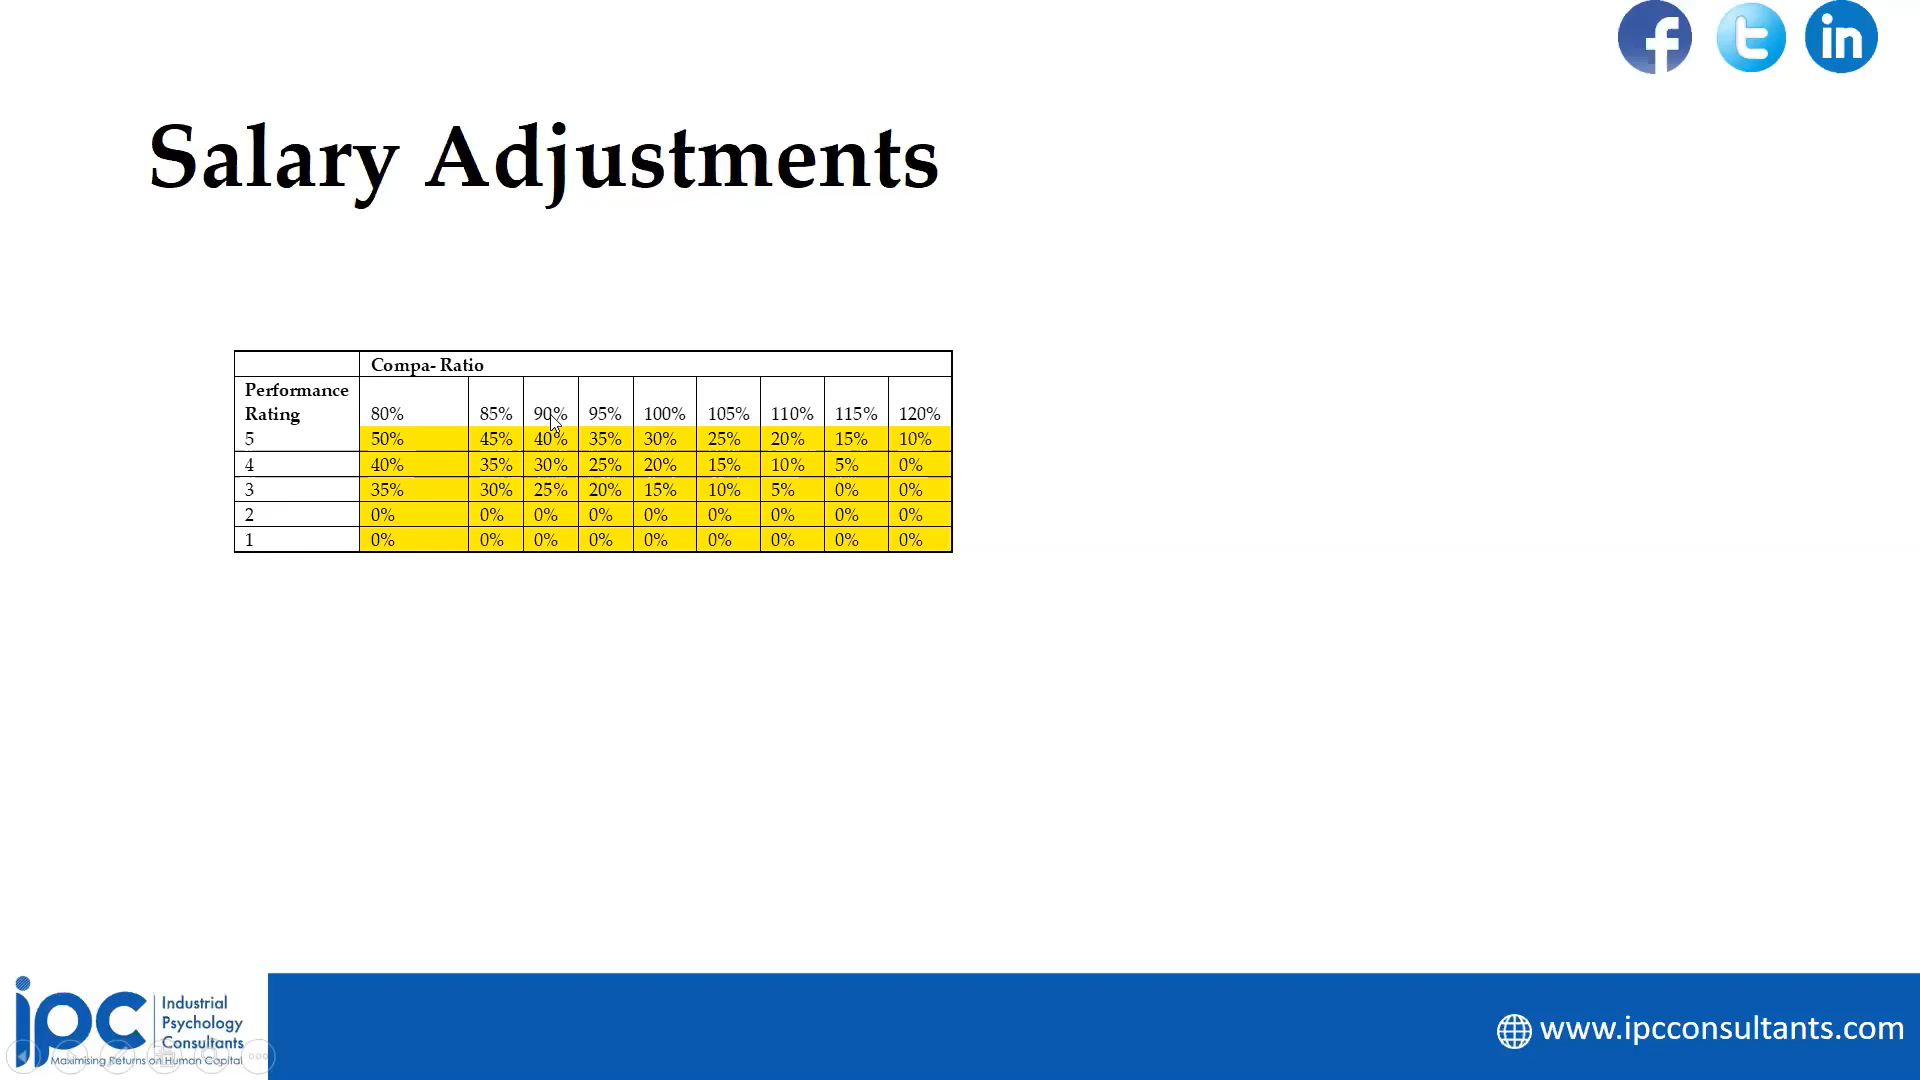 Salary Adjustments
Compa- Ratio
Performance
Rating 80% 85% 90% 95% 100% 105% 110% 115% 120%
5 50% 45% 40% 35% 30% 25% 20% 15% 10%
4 40% 35% 30% 25% 20% 15% 10% 5% 0%
3 35% 30% 25% 20% 15% 10% 5% 0% 0%
2 0% 0% 0% 0% 0% 0% 0% 0% 0%
1 0% 0% 0% 0% 0% 0% 0% 0% 0%
ipc
Industrial
Psychology
Consultants
Maximising Returns on Human Capital
www.ipcconsultants.com